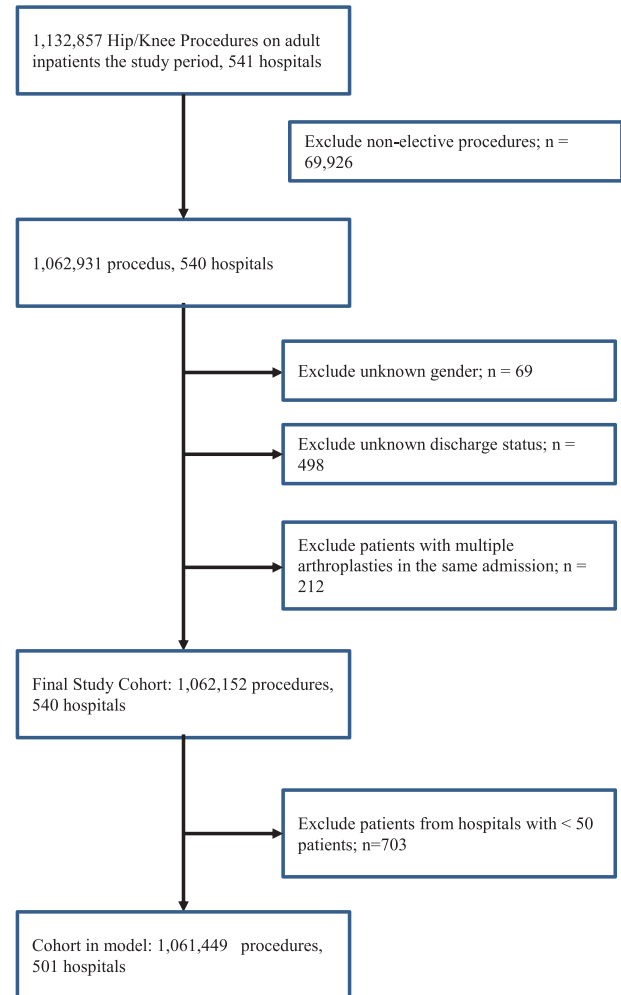 1,132,857 Hip/Knee Procedures on adult
inpatients the study period, 541 hospitals
Exclude non-elective procedures; n =
69,926
1,062,931 procedus, 540 hospitals
Exclude unknown gender; n = 69
Exclude unknown discharge status; n =
498
Exclude patients with multiple
arthroplasties in the same admission; n =
212
Final Study Cohort: 1,062,152 procedures,
540 hospitals
Exclude patients from hospitals with < 50
patients; n=703
Cohort in model: 1,061,449 procedures,
501 hospitals